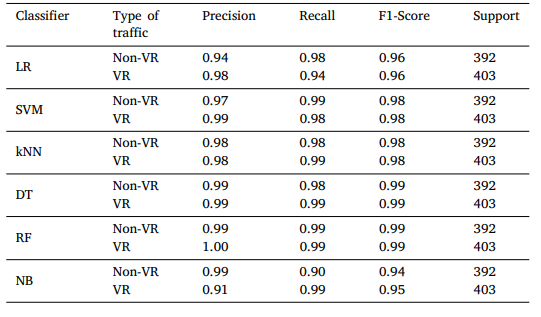 Classifier Type of traffic Precision Recall F1-Score Support
LR Non-VR 0.94 0.98 0.96 392
VR 0.98 0.94 0.96 403
SVM Non-VR 0.97 0.99 0.98 392
VR 0.99 0.98 0.98 403
kNN Non-VR 0.98 0.98 0.98 392
VR 0.98 0.99 0.98 403
DT Non-VR 0.99 0.98 0.99 392
VR 0.99 0.99 0.99 403
RF Non-VR 0.99 0.99 0.99 392
VR 1.00 0.99 0.99 403
NB Non-VR 0.99 0.90 0.94 392
VR 0.91 0.99 0.95 403